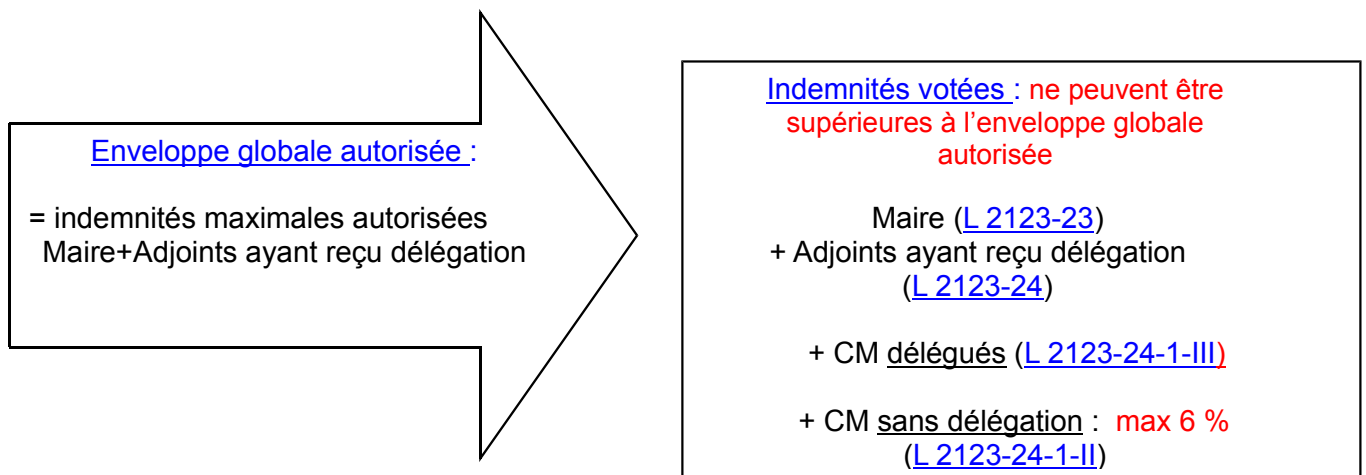 Enveloppe globale autorisée :
= indemnités maximales autorisées
Maire+Adjoints ayant reçu délégation
Indemnités votées : ne peuvent être
supérieures à l’enveloppe globale
autorisée
Maire (L 2123-23)
+ Adjoints ayant reçu délégation
(L 2123-24)
+ CM délégués (L 2123-24-1-III)
+ CM sans délégation : max 6 %
(L 2123-24-1-II)